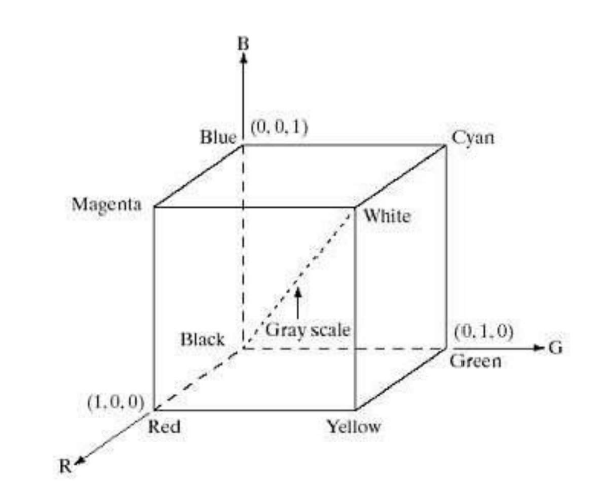 B
Blue (0, 0, 1)
Cyan
Magenta
White
Black
Gray scale
(0, 1, 0)
G
Green
(1, 0, 0)
Red
Yellow
R